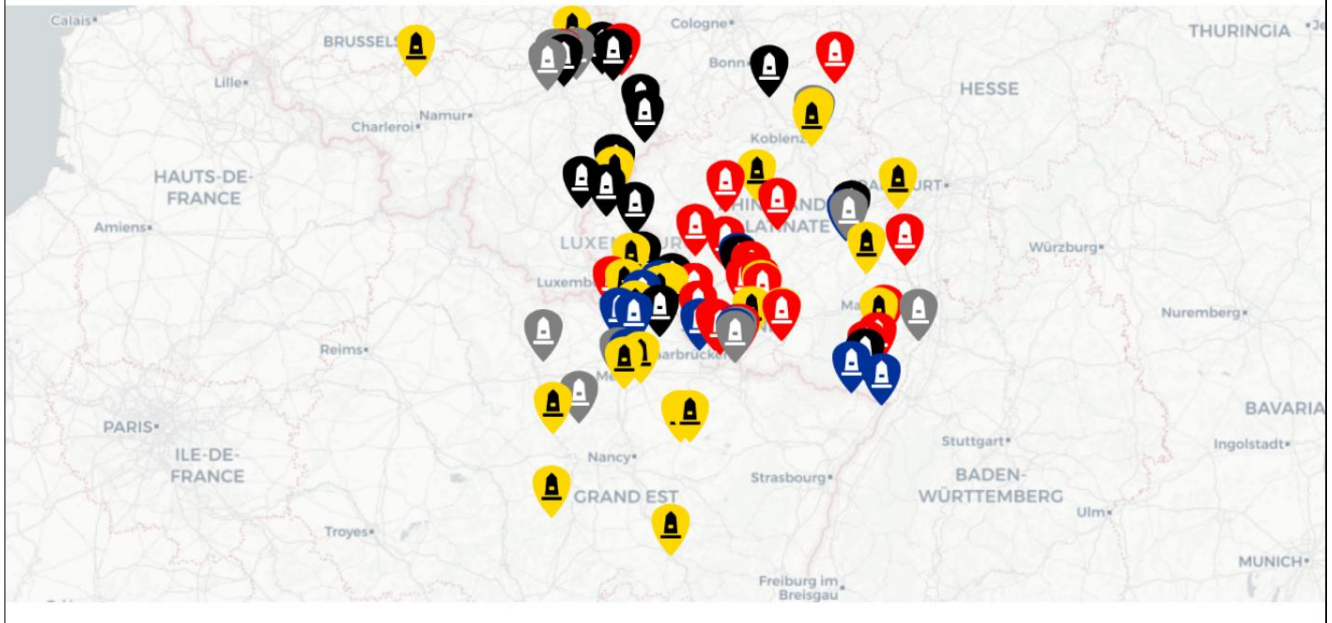 Calais
Cologne
THURINGIA
Je
BRUSSELS
Bonn
Lille
HESSE
Namur
Charleroi
Koblenz
HAUTS-DE-
FRANCE
Amiens
Würzburg
Nuremberg
Reims
BAVARIA
PARIS
Stuttgart
Ingolstadt
ILE-DE-
FRANCE
Nancy
Strasbourg
BADEN-
WÜRTTEMBERG
GRAND EST
Ulm
Troyes
MUNICH
Freiburg im
Breisgau